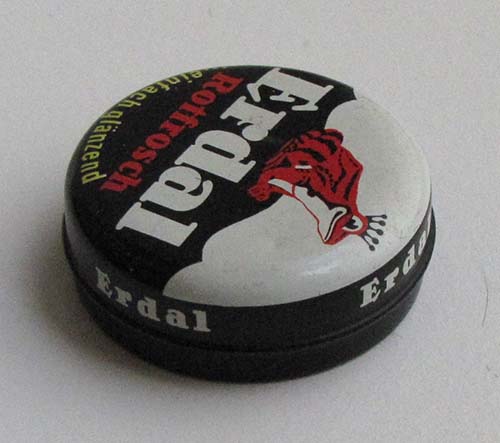 Erdal
Rotfrosch
einfach glänzend
Erdal
Erdal